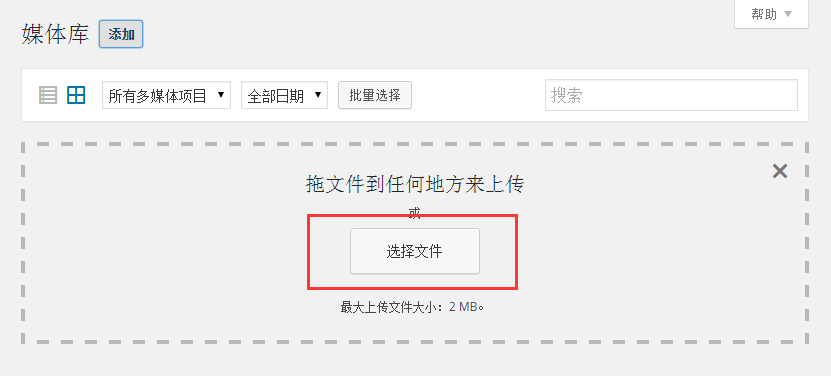 帮助
媒体库 添加
所有多媒体项目 全部日期 批量选择 搜索
拖文件到任何地方来上传
或
选择文件
最大上传文件大小：2 MB。